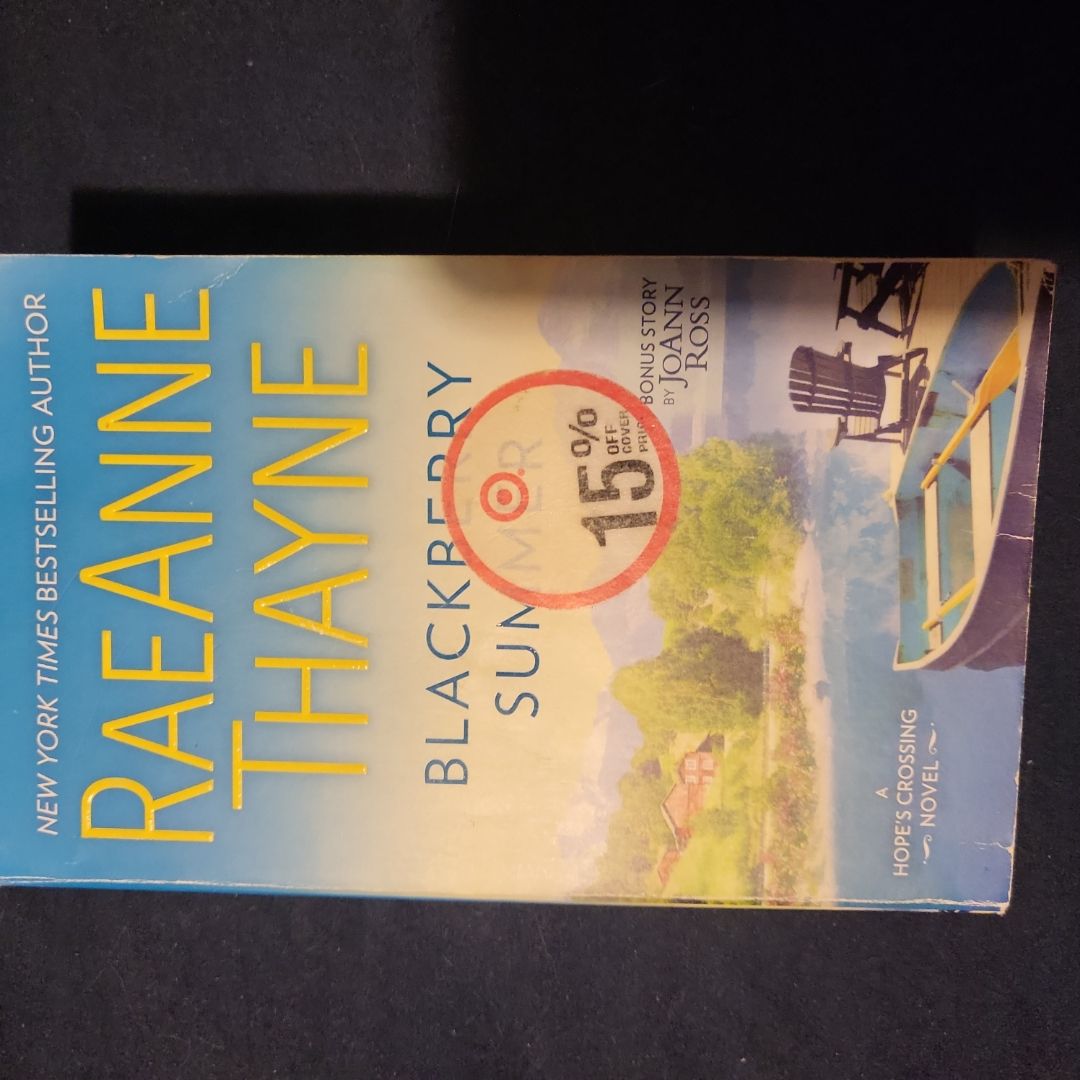 NEW YORK TIMES BESTSELLING AUTHOR
RAEANNE
THAYNE
BLACKBERRY
SUMMER
15%
OFF
COVER
PRICE
BONUS STORY
BY JOANN
ROSS
A
HOPE'S CROSSING
NOVEL